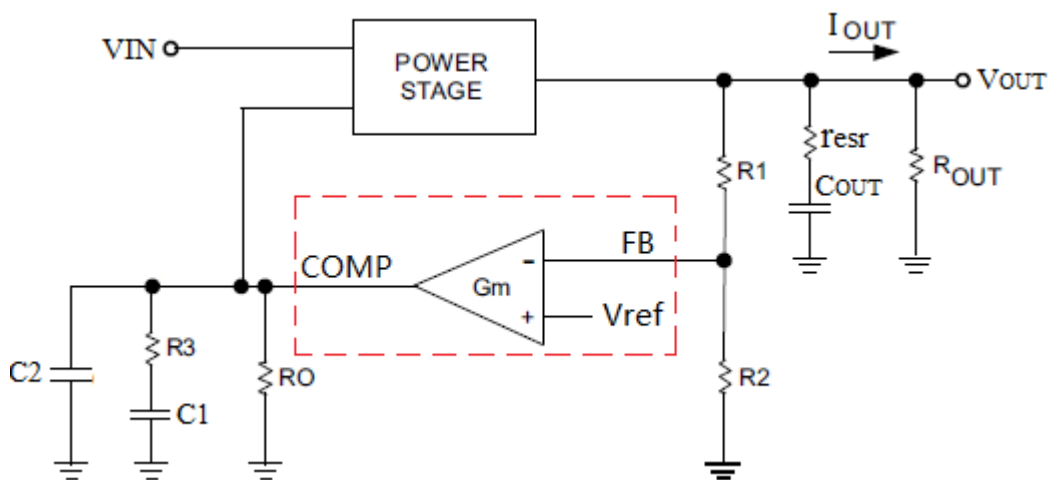 IOUT
VIN
POWER
STAGE
VOUT
resr
R1
COUT
ROUT
FB
COMP
-
Gm
+
Vref
R3
C2
RO
R2
C1